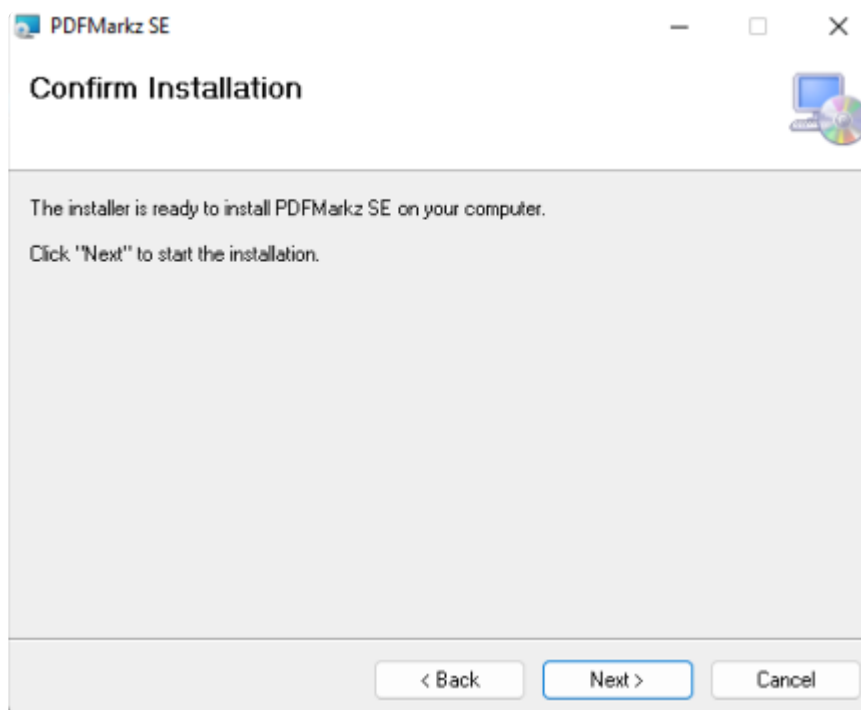 PDFMarkz SE
Confirm Installation
The installer is ready to install PDFMarkz SE on your computer.
Click "Next" to start the installation.
< Back
Next >
Cancel